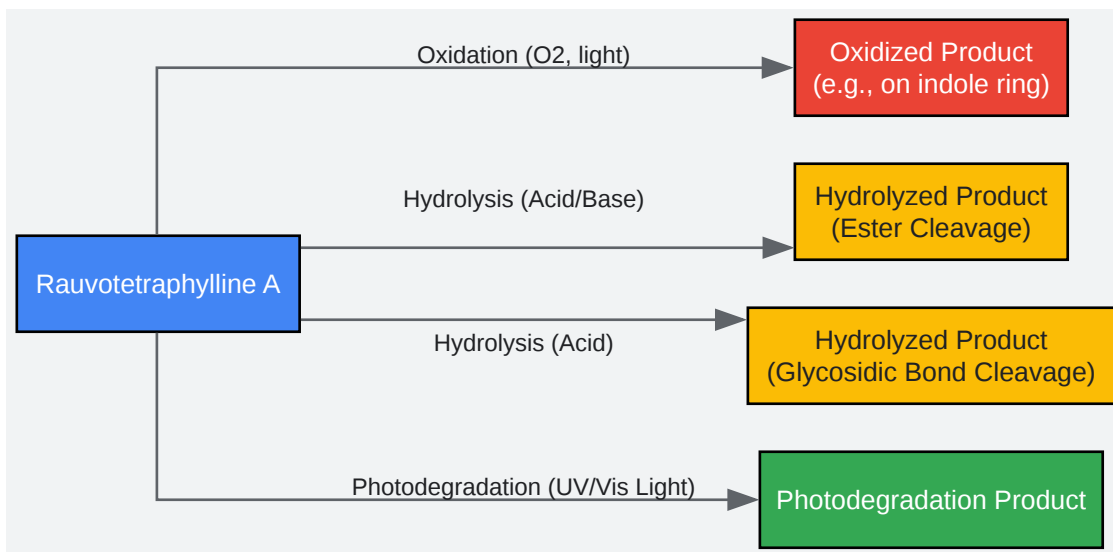 Oxidation (O2, light)
Oxidized Product
(e.g., on indole ring)
Hydrolysis (Acid/Base)
Hydrolyzed Product
(Ester Cleavage)
Rauvotetraphylline A
Hydrolysis (Acid)
Hydrolyzed Product
(Glycosidic Bond Cleavage)
Photodegradation (UV/Vis Light)
Photodegradation Product